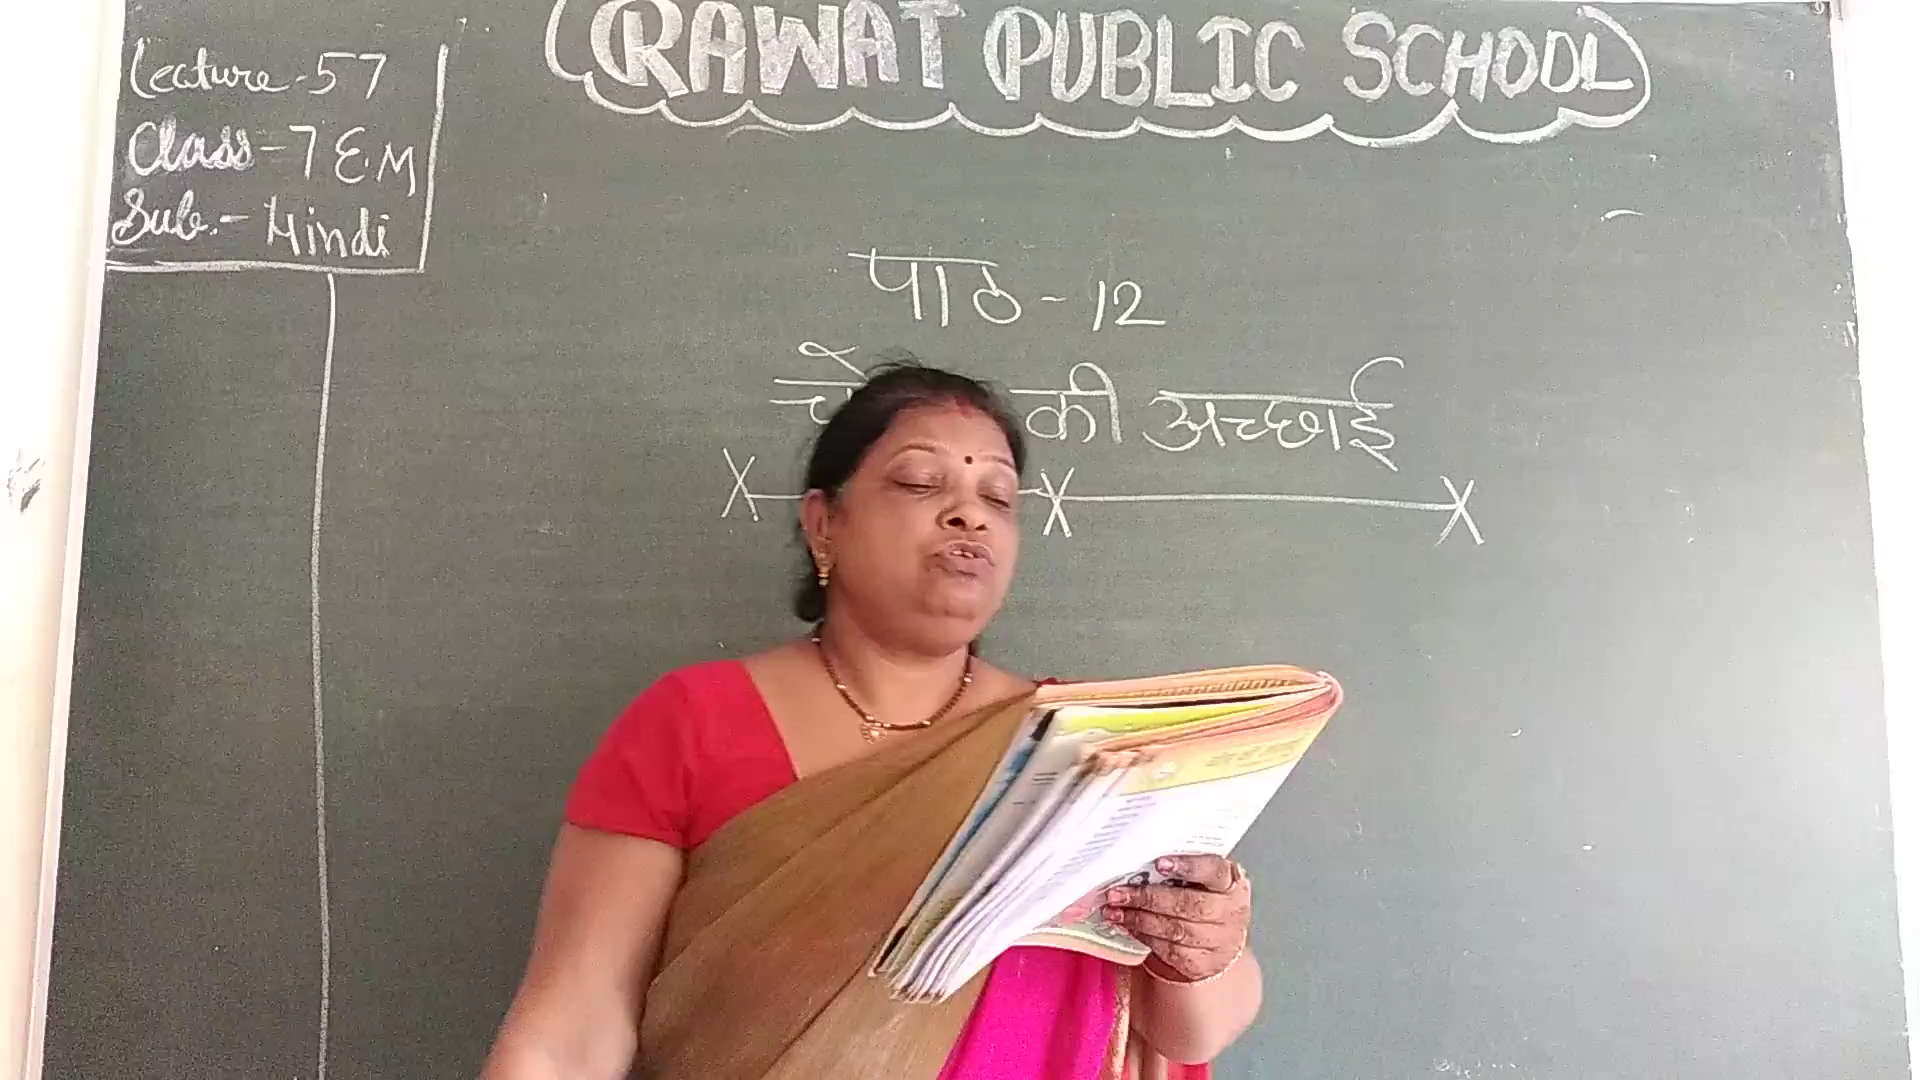 RAWAT PUBLIC SCHOOL
Lecture-57
Class-7 E.M
Sub.- Hindi
पाठ-12
की अच्छाई